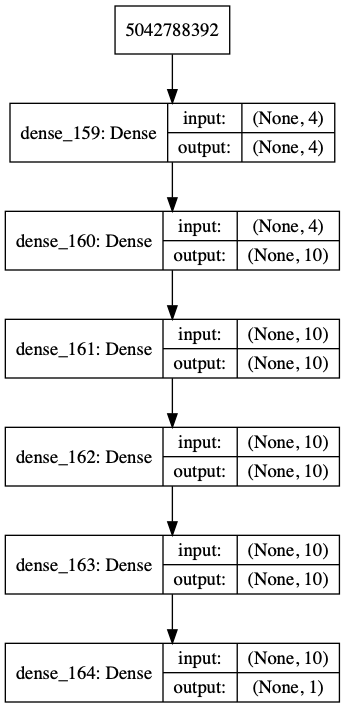 5042788392
dense_159: Dense
input: (None, 4)
output: (None, 4)
dense_160: Dense
input: (None, 4)
output: (None, 10)
dense_161: Dense
input: (None, 10)
output: (None, 10)
dense_162: Dense
input: (None, 10)
output: (None, 10)
dense_163: Dense
input: (None, 10)
output: (None, 10)
dense_164: Dense
input: (None, 10)
output: (None, 1)